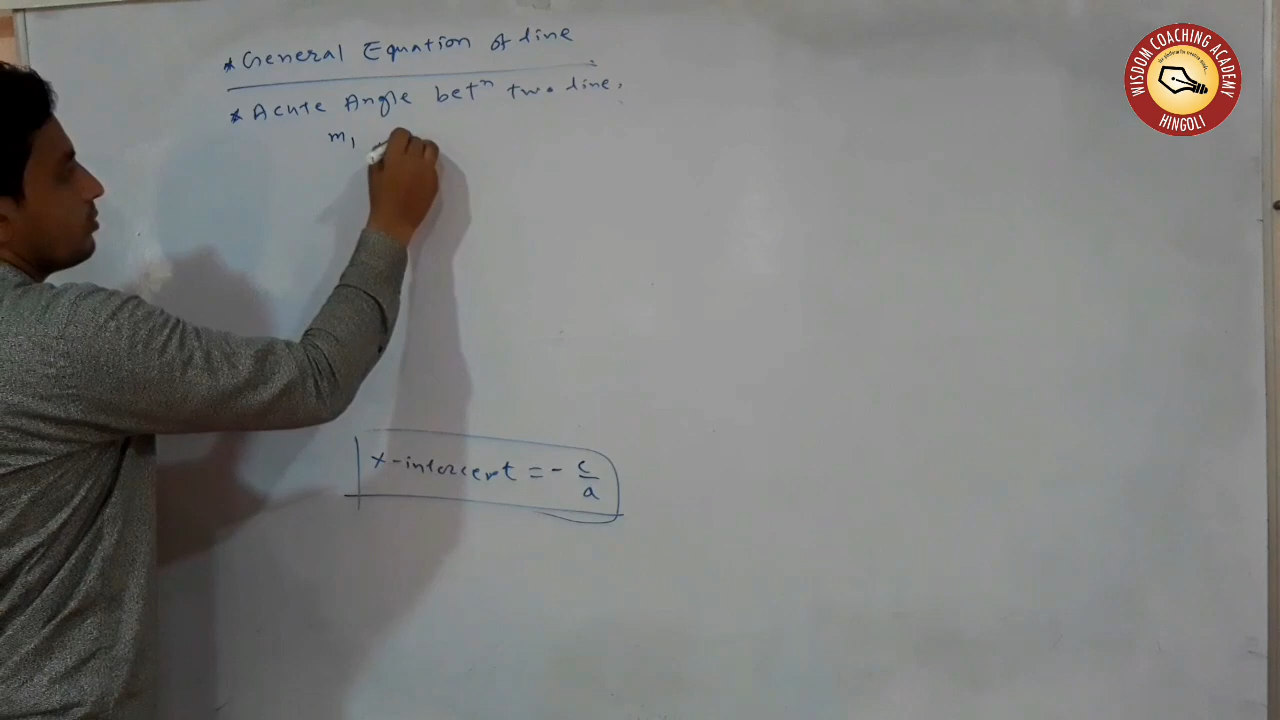 * General Equation of line
* Acute Angle betⁿ two line.
m₁
x-intercept = - c/a
WISDOM COACHING ACADEMY
HINGOLI